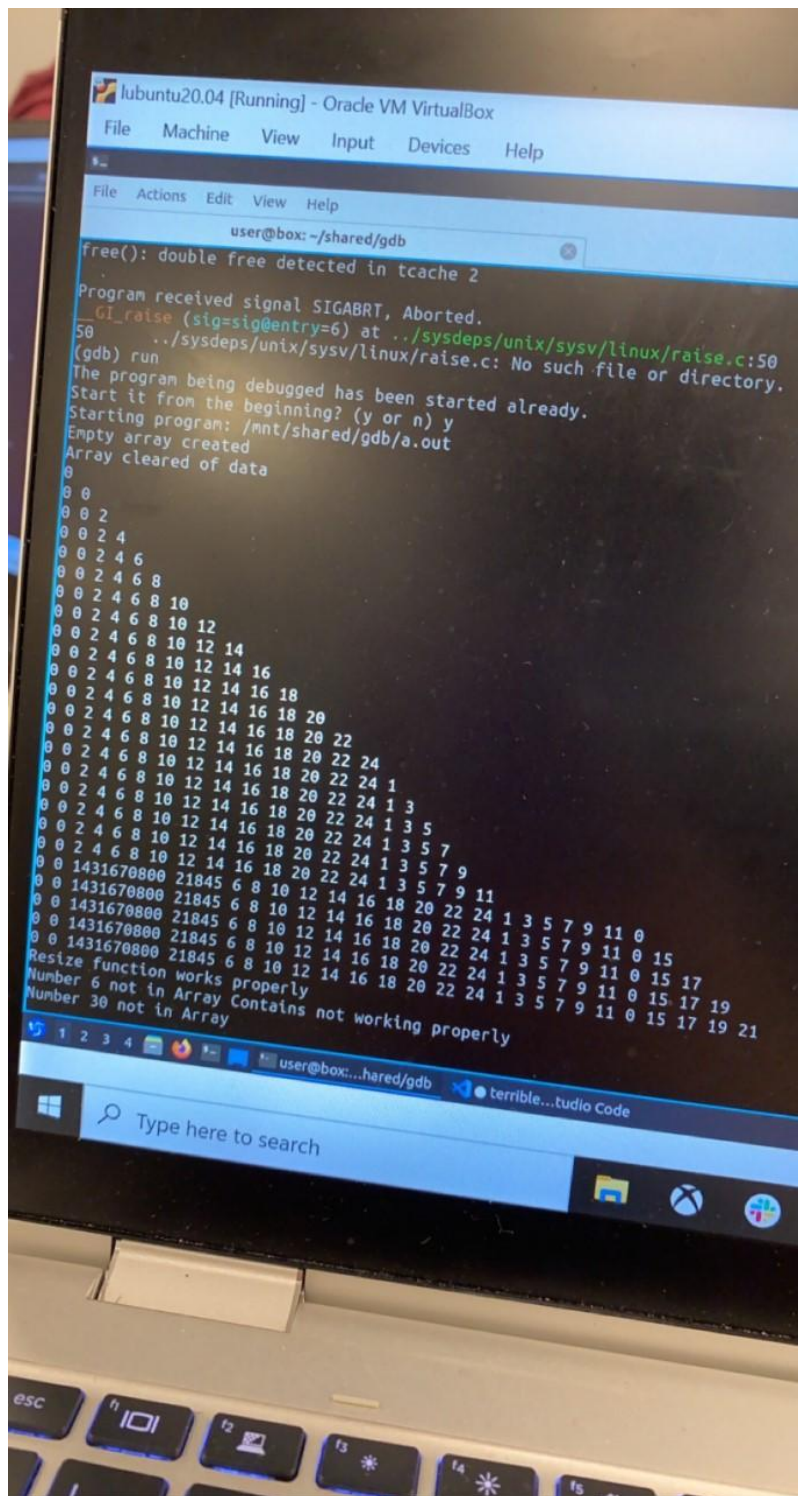 lubuntu20.04 [Running] - Oracle VM VirtualBox
File Machine View Input Devices Help
File Actions Edit View Help
user@box: ~/shared/gdb
free(): double free detected in tcache 2
Program received signal SIGABRT, Aborted.
__GI_raise (sig=sig@entry=6) at ../sysdeps/unix/sysv/linux/raise.c:50
50 ../sysdeps/unix/sysv/linux/raise.c: No such file or directory.
(gdb) run
The program being debugged has been started already.
Start it from the beginning? (y or n) y
Starting program: /mnt/shared/gdb/a.out
Empty array created
Array cleared of data
0
0 0
0 0 2
0 0 2 4
0 0 2 4 6
0 0 2 4 6 8
0 0 2 4 6 8 10
0 0 2 4 6 8 10 12
0 0 2 4 6 8 10 12 14
0 0 2 4 6 8 10 12 14 16
0 0 2 4 6 8 10 12 14 16 18
0 0 2 4 6 8 10 12 14 16 18 20
0 0 2 4 6 8 10 12 14 16 18 20 22
0 0 2 4 6 8 10 12 14 16 18 20 22 24
0 0 2 4 6 8 10 12 14 16 18 20 22 24 1
0 0 2 4 6 8 10 12 14 16 18 20 22 24 1 3
0 0 2 4 6 8 10 12 14 16 18 20 22 24 1 3 5
0 0 2 4 6 8 10 12 14 16 18 20 22 24 1 3 5 7
0 0 2 4 6 8 10 12 14 16 18 20 22 24 1 3 5 7 9
0 0 2 4 6 8 10 12 14 16 18 20 22 24 1 3 5 7 9 11
0 0 1431670800 21845 6 8 10 12 14 16 18 20 22 24 1 3 5 7 9 11 0
0 0 1431670800 21845 6 8 10 12 14 16 18 20 22 24 1 3 5 7 9 11 0 15
0 0 1431670800 21845 6 8 10 12 14 16 18 20 22 24 1 3 5 7 9 11 0 15 17
0 0 1431670800 21845 6 8 10 12 14 16 18 20 22 24 1 3 5 7 9 11 0 15 17 19
0 0 1431670800 21845 6 8 10 12 14 16 18 20 22 24 1 3 5 7 9 11 0 15 17 19 21
Resize function works properly
Number 6 not in Array Contains not working properly
Number 30 not in Array
1 2 3 4 user@box:...hared/gdb terrible...tudio Code
Type here to search
esc f1 f2 f3 f4 f5